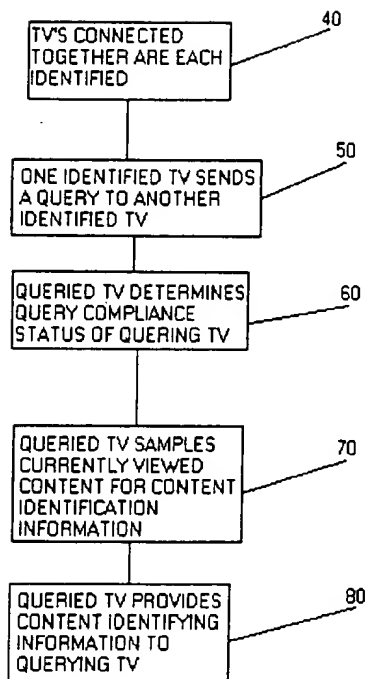 40
TV'S CONNECTED
TOGETHER ARE EACH
IDENTIFIED
50
ONE IDENTIFIED TV SENDS
A QUERY TO ANOTHER
IDENTIFIED TV
60
QUERIED TV DETERMINES
QUERY COMPLIANCE
STATUS OF QUERING TV
70
QUERIED TV SAMPLES
CURRENTLY VIEWED
CONTENT FOR CONTENT
IDENTIFICATION
INFORMATION
80
QUERIED TV PROVIDES
CONTENT IDENTIFYING
INFORMATION TO
QUERYING TV